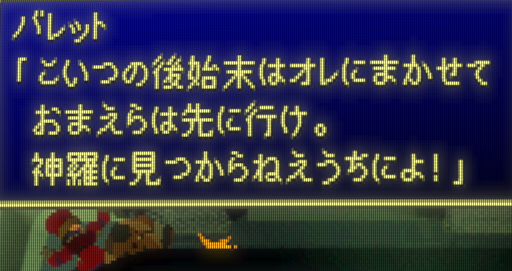 バレット
「こいつの後始末はオレにまかせて
おまえらは先に行け。
神羅に見つからねえうちによ！」